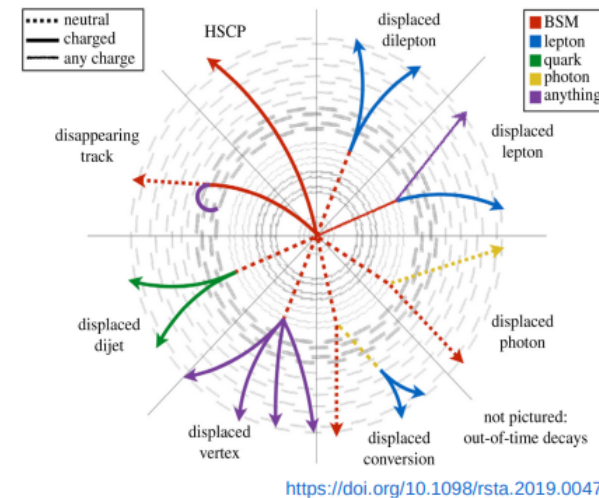 neutral
charged
any charge
HSCP
displaced
dilepton
BSM
lepton
quark
photon
anything
disappearing
track
displaced
lepton
displaced
dijet
displaced
photon
displaced
vertex
displaced
conversion
not pictured:
out-of-time decays
https://doi.org/10.1098/rsta.2019.0047